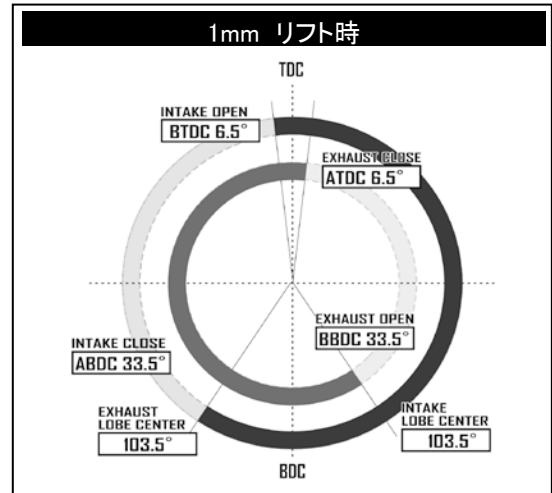 1mm リフト時
TDC
INTAKE OPEN
BTDC 6.5°
EXHAUST CLOSE
ATDC 6.5°
EXHAUST OPEN
BBDC 33.5°
INTAKE CLOSE
ABDC 33.5°
EXHAUST
LOBE CENTER
103.5°
INTAKE
LOBE CENTER
103.5°
BDC